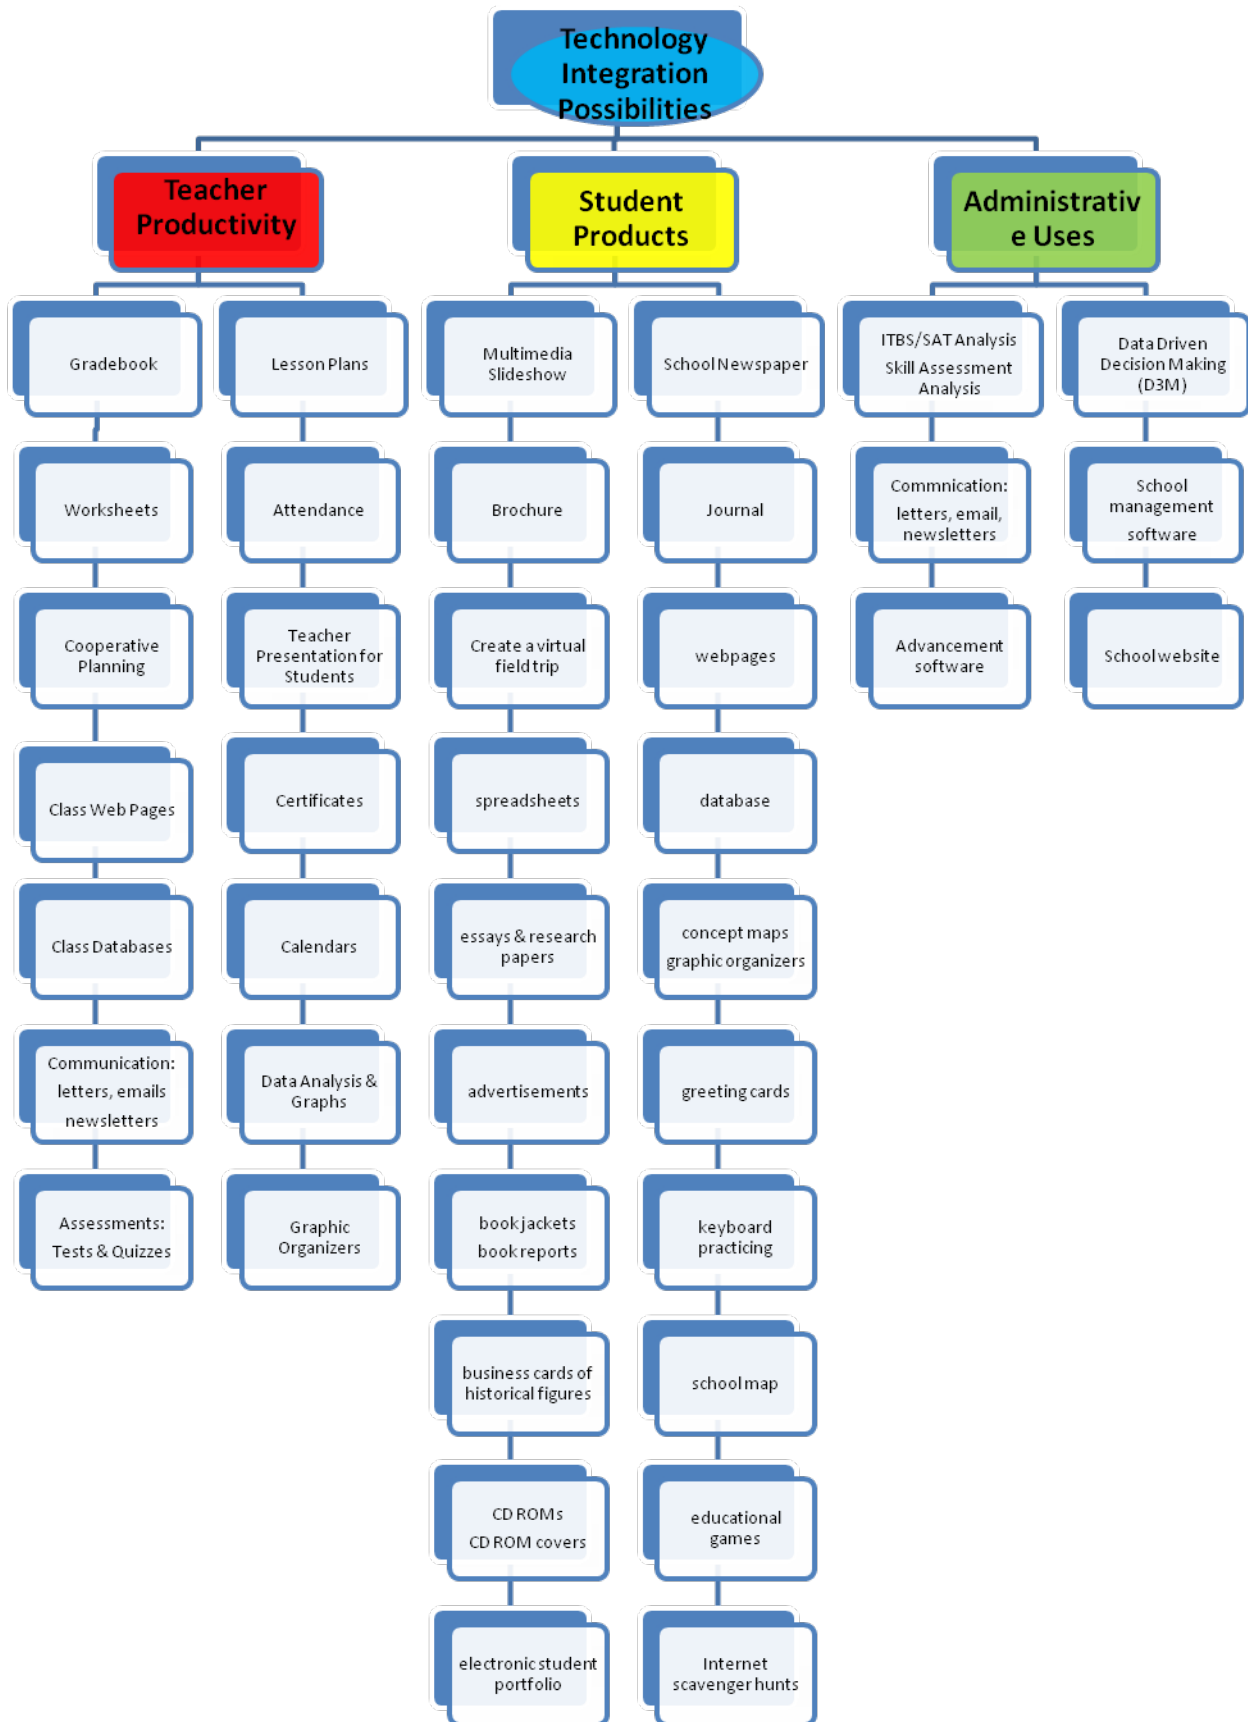 Technology
Integration
Possibilities
Teacher
Productivity
Student
Products
Administrativ
e Uses
Gradebook
Lesson Plans
Multimedia
Slideshow
School Newspaper
ITBS/SAT Analysis
Skill Assessment
Analysis
Data Driven
Decision Making
(D3M)
Worksheets
Attendance
Brochure
Journal
Commnication:
letters, email,
newsletters
School
management
software
Cooperative
Planning
Teacher
Presentation for
Students
Create a virtual
field trip
webpages
Advancement
software
School website
Class Web Pages
Certificates
spreadsheets
database
Class Databases
Calendars
essays & research
papers
concept maps
graphic organizers
Communication:
letters, emails
newsletters
Data Analysis &
Graphs
advertisements
greeting cards
Assessments:
Tests & Quizzes
Graphic
Organizers
book jackets
book reports
keyboard
practicing
business cards of
historical figures
school map
CD ROMs
CD ROM covers
educational
games
electronic student
portfolio
Internet
scavenger hunts